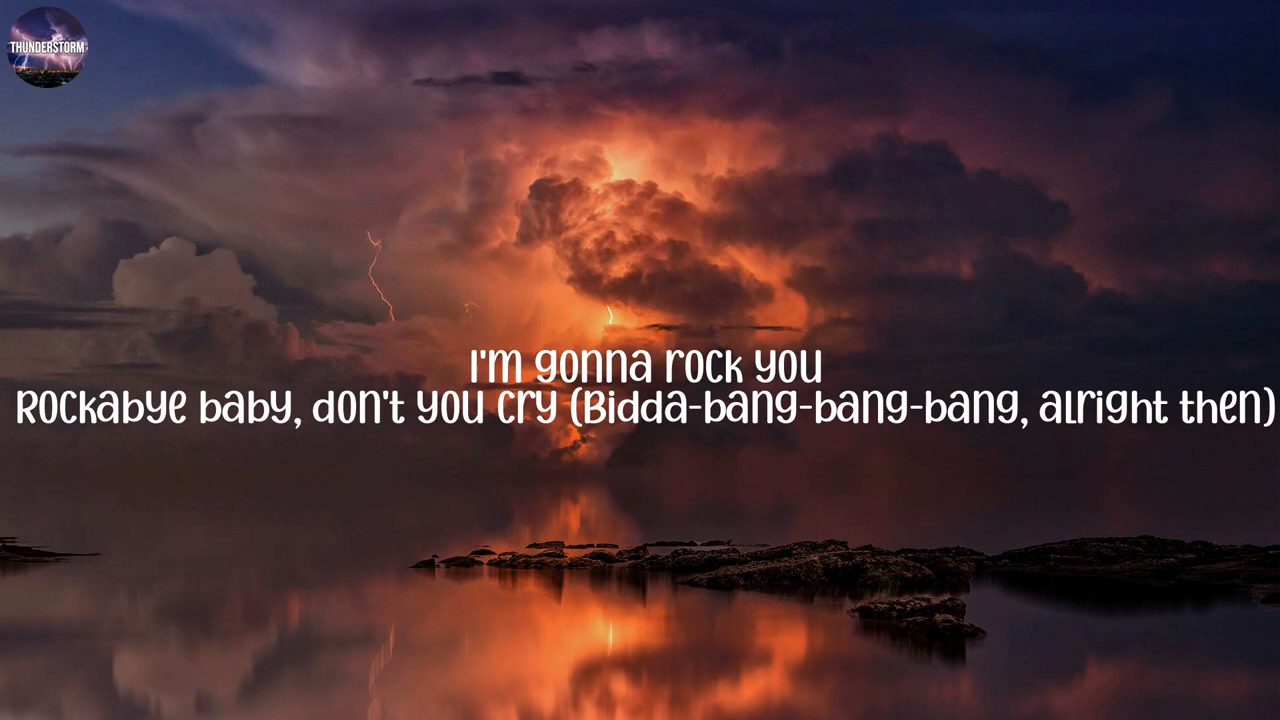 THUNDERSTORM
I'm gonna rock you
Rockabye baby, don't you cry (Bidda-bang-bang-bang, alright then)